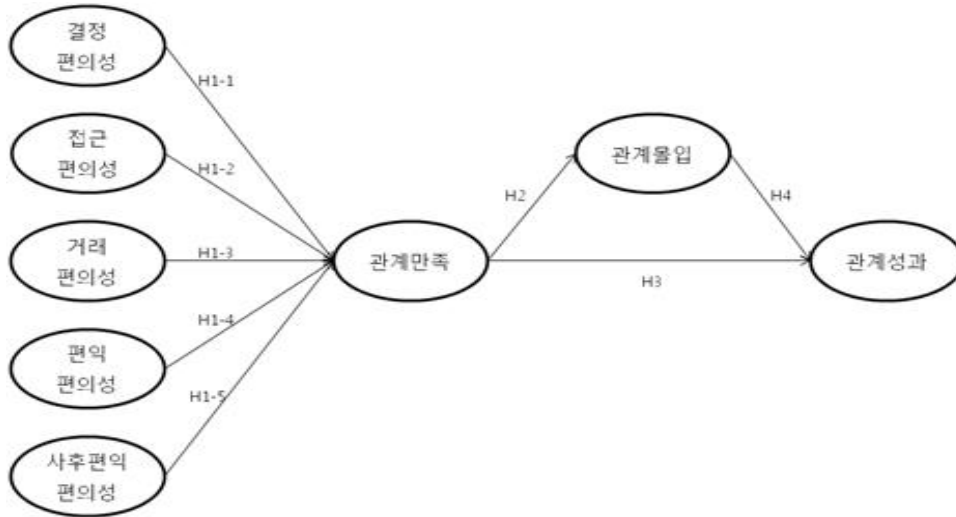 결정
편의성
H1-1
접근
편의성
H1-2
거래
편의성
H1-3
편익
편의성
H1-4
사후편익
편의성
H1-5
관계만족
H2
관계몰입
H4
H3
관계성과